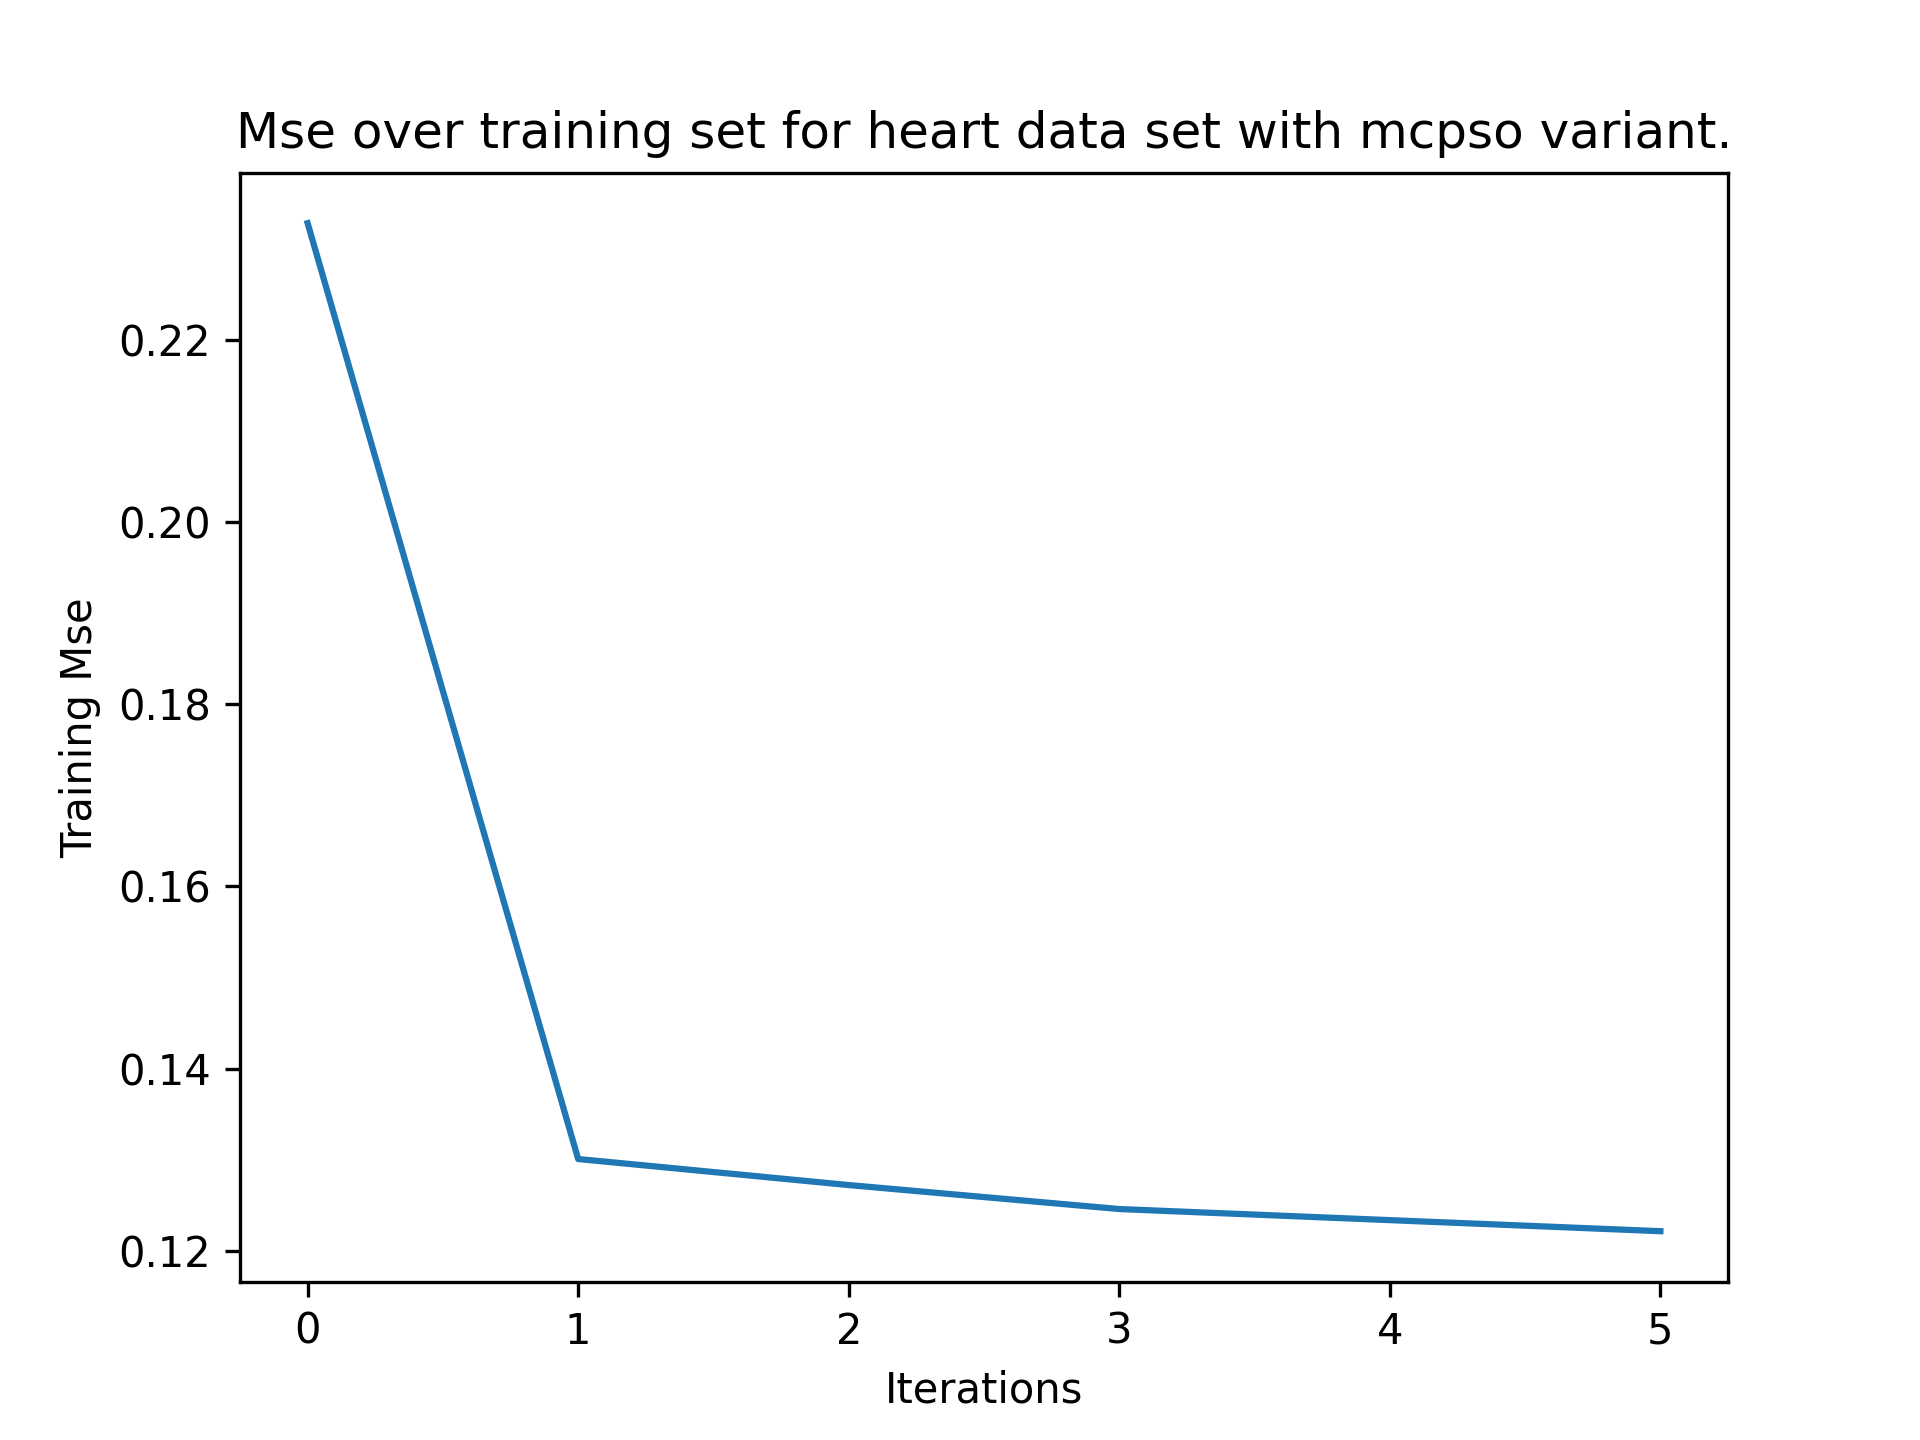 Mse over training set for heart data set with mcpso variant.
Training Mse
0.22
0.20
0.18
0.16
0.14
0.12
0 1 2 3 4 5
Iterations